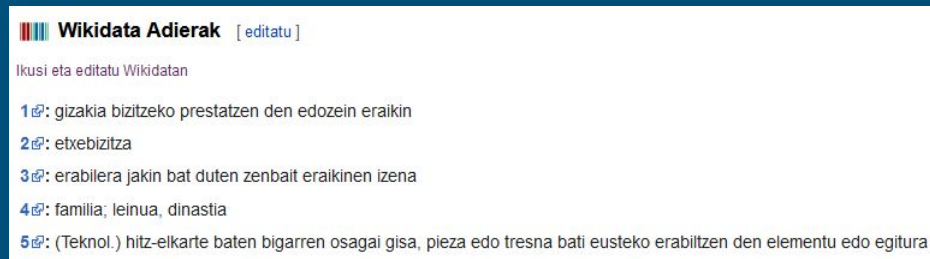 Wikidata Adierak [ editatu ]
Ikusi eta editatu Wikidatan
1: gizakia bizitzeko prestatzen den edozein eraikin
2: etxebizitza
3: erabilera jakin bat duten zenbait eraikinen izena
4: familia; leinua, dinastia
5: (Teknol.) hitz-elkarte baten bigarren osagai gisa, pieza edo tresna bati eusteko erabiltzen den elementu edo egitura